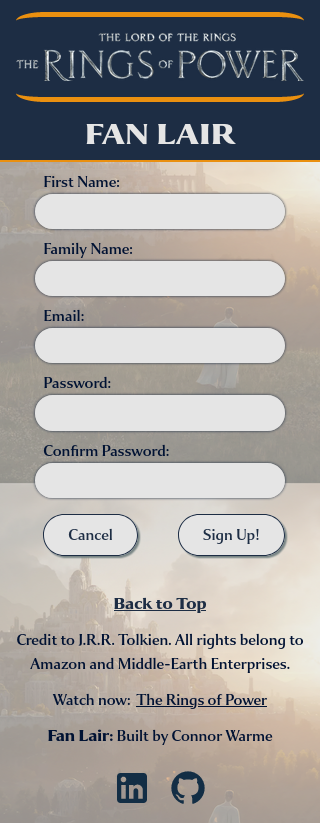 THE LORD OF THE RINGS
THE RINGS OF POWER
FAN LAIR
First Name:
Family Name:
Email:
Password:
Confirm Password:
Cancel
Sign Up!
Back to Top
Credit to J.R.R. Tolkien. All rights belong to
Amazon and Middle-Earth Enterprises.
Watch now: The Rings of Power
Fan Lair: Built by Connor Warme
in